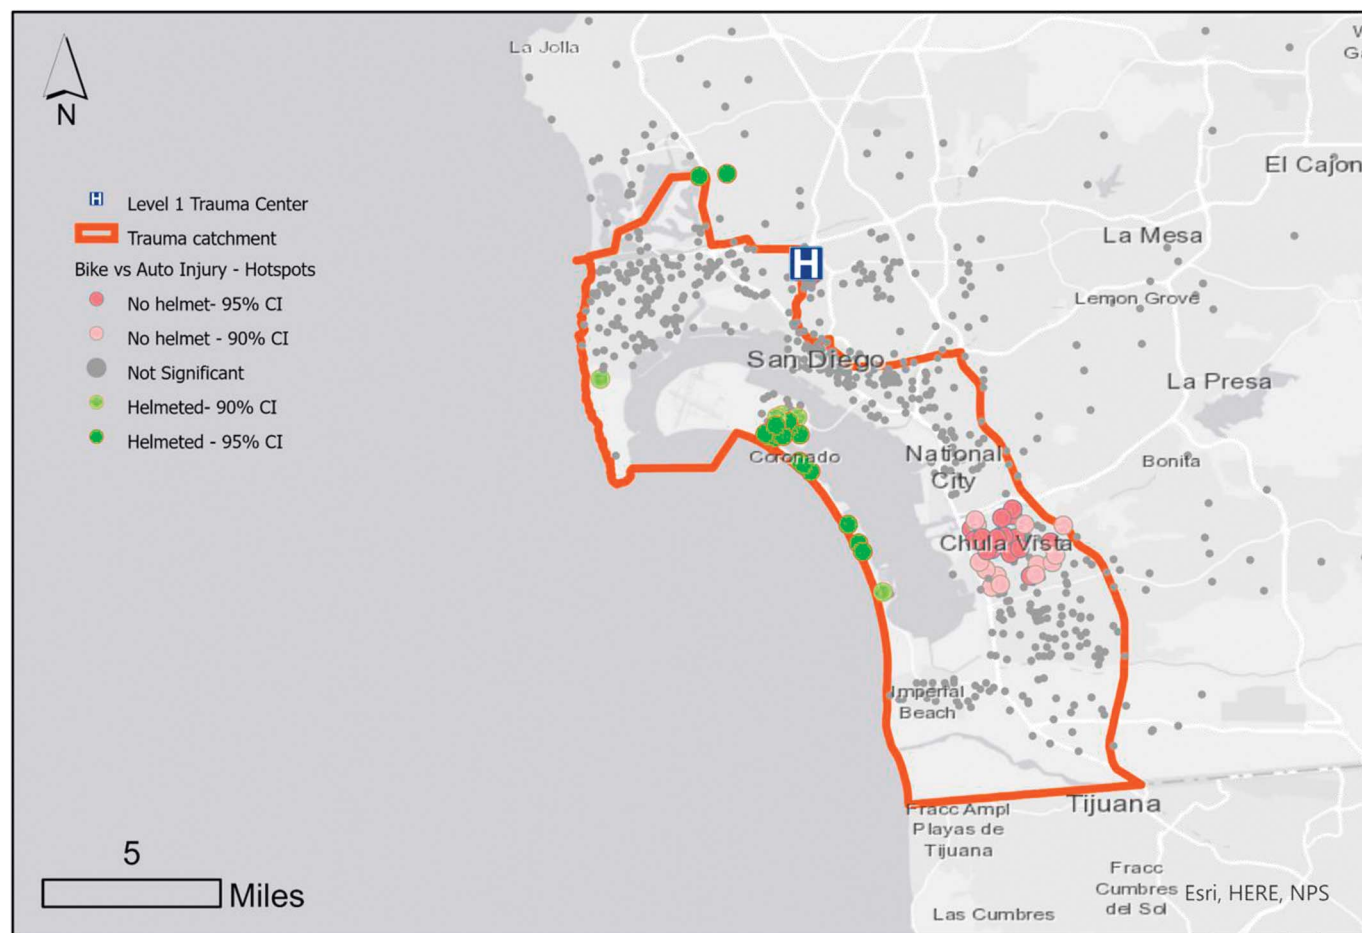 La Jolla
N
El Cajon
Level 1 Trauma Center
Trauma catchment
La Mesa
Bike vs Auto Injury - Hotspots
H
No helmet- 95% CI
Lemon Grove
No helmet - 90% CI
San Diego
Not Significant
La Presa
Helmeted- 90% CI
Helmeted - 95% CI
Coronado
National
City
Bonita
Chula Vista
Imperial
Beach
Tijuana
Fracc Ampl
Playas de
Tijuana
5
Miles
Fracc
Cumbres
del Sol
Esri, HERE, NPS
Las Cumbres